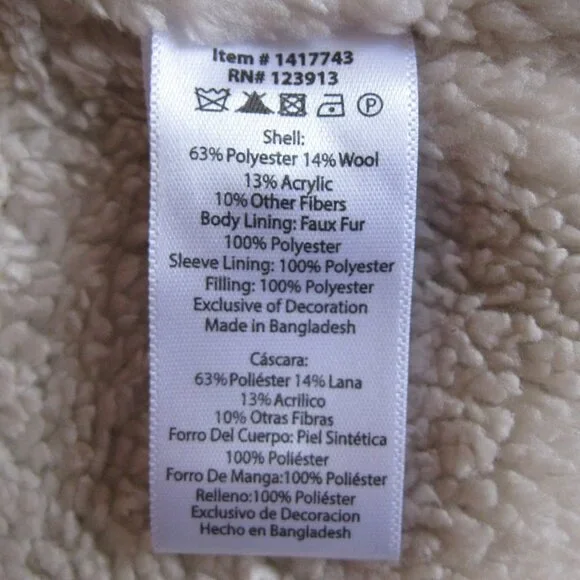 Item # 1417743
RN# 123913
P
Shell:
63% Polyester 14% Wool
13% Acrylic
10% Other Fibers
Body Lining: Faux Fur
100% Polyester
Sleeve Lining: 100% Polyester
Filling: 100% Polyester
Exclusive of Decoration
Made in Bangladesh
Cáscara:
63% Poliéster 14% Lana
13% Acrilico
10% Otras Fibras
Forro Del Cuerpo: Piel Sintética
100% Poliéster
Forro De Manga:100% Poliéster
Relleno:100% Poliéster
Exclusivo de Decoracion
Hecho en Bangladesh